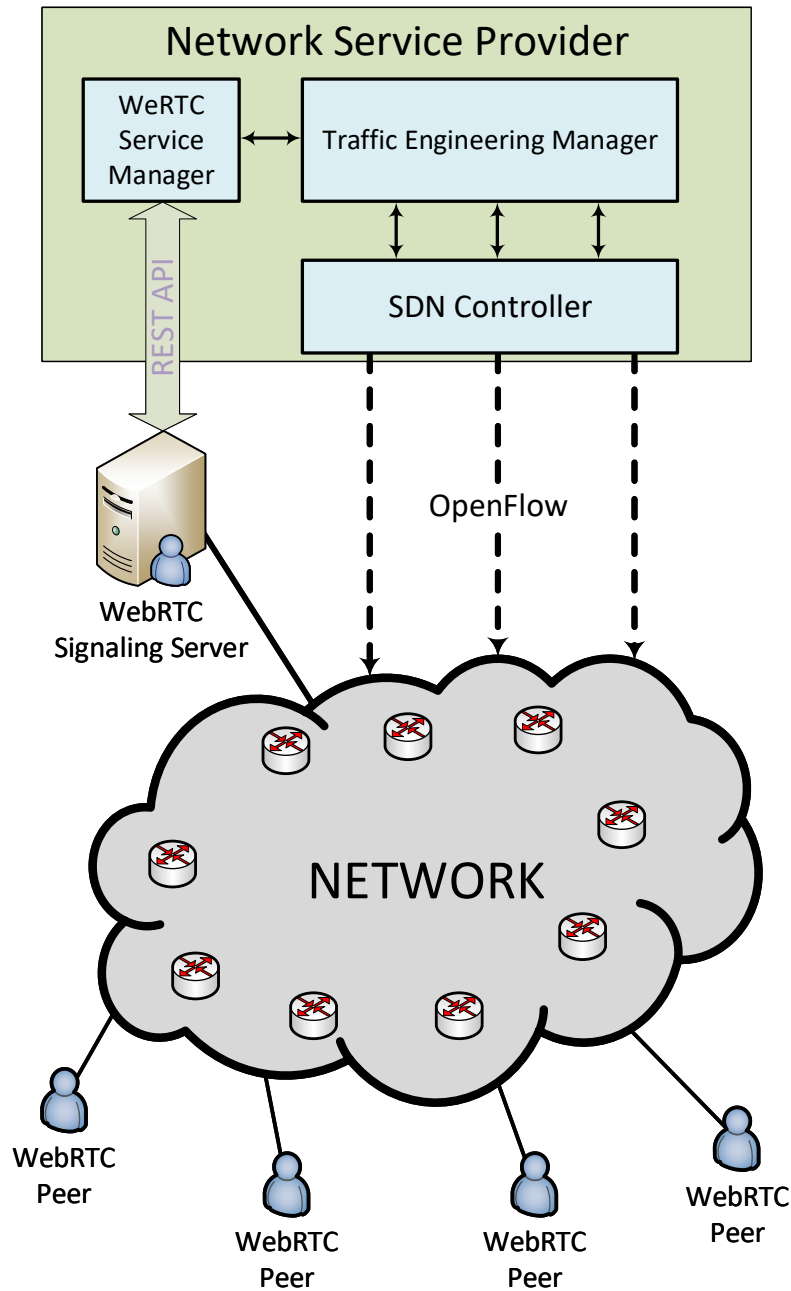 Network Service Provider
WeRTC
Service
Manager
Traffic Engineering Manager
REST API
SDN Controller
OpenFlow
WebRTC
Signaling Server
NETWORK
WebRTC
Peer
WebRTC
Peer
WebRTC
Peer
WebRTC
Peer